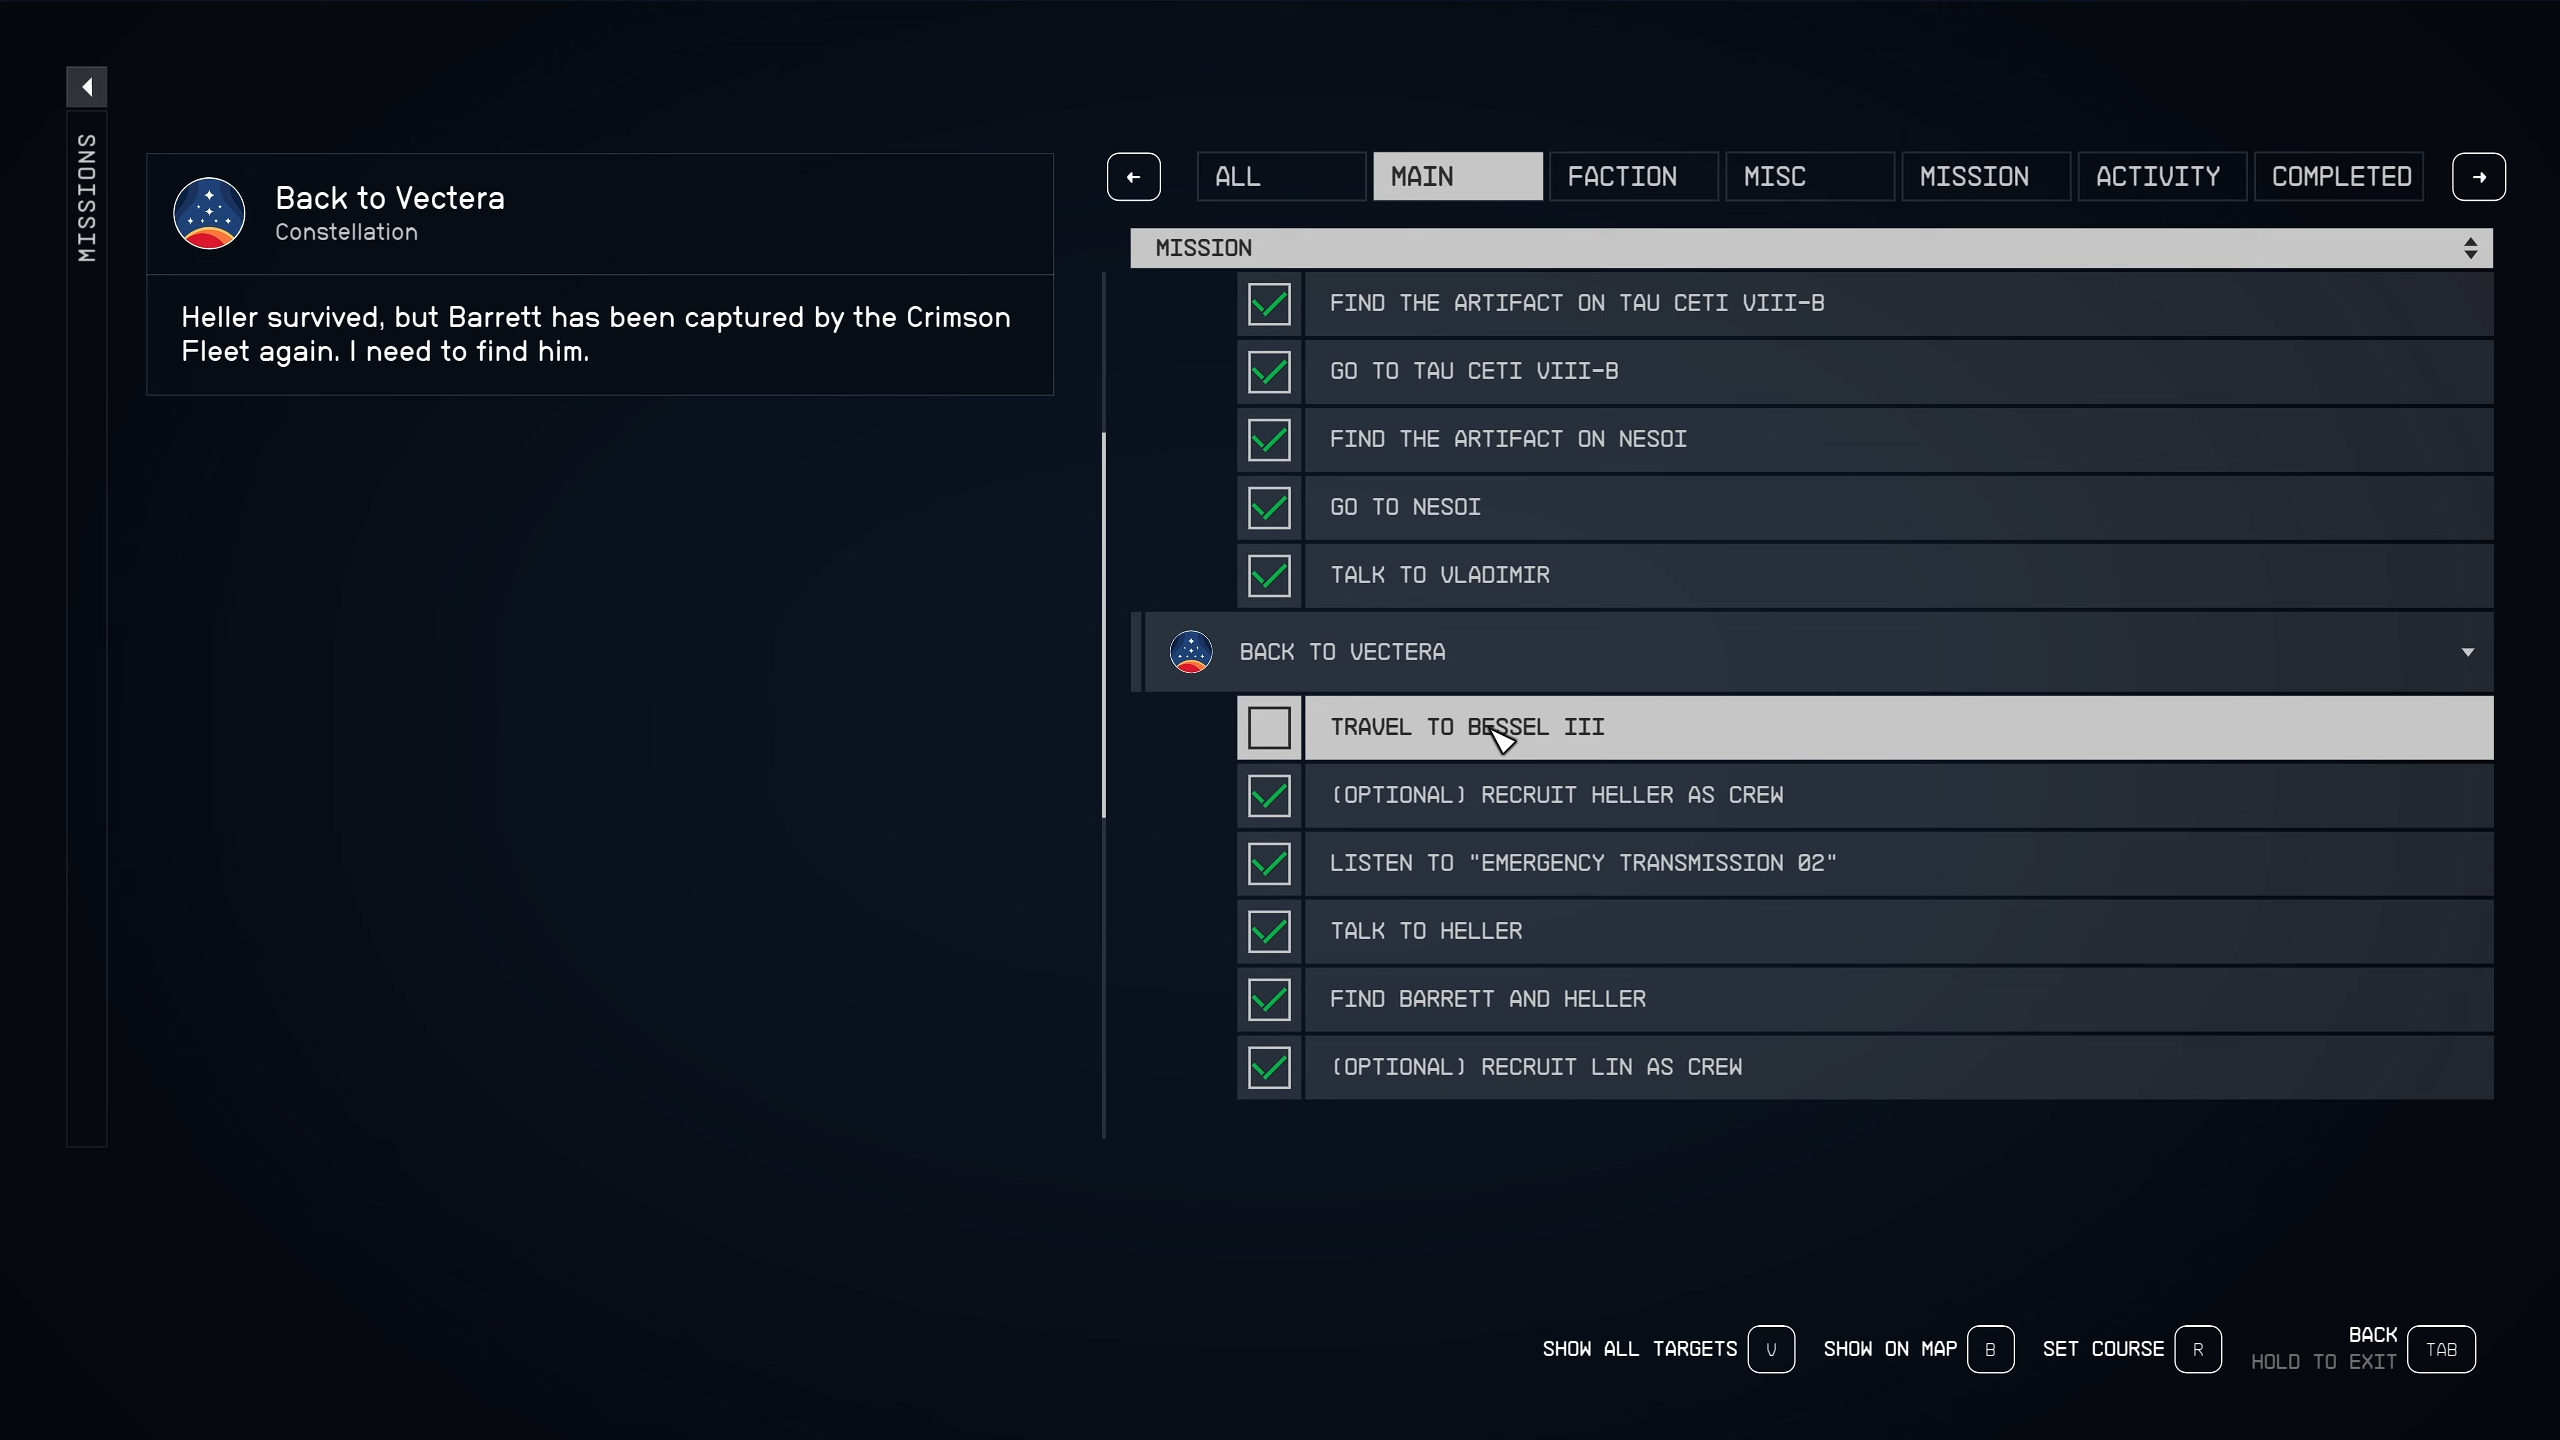 MISSIONS
Back to Vectera
Constellation
Heller survived, but Barrett has been captured by the Crimson
Fleet again. I need to find him.
ALL
MAIN
FACTION
MISC
MISSION
ACTIVITY
COMPLETED
MISSION
FIND THE ARTIFACT ON TAU CETI VIII-B
GO TO TAU CETI VIII-B
FIND THE ARTIFACT ON NESOI
GO TO NESOI
TALK TO VLADIMIR
BACK TO VECTERA
TRAVEL TO BESSEL III
(OPTIONAL) RECRUIT HELLER AS CREW
LISTEN TO "EMERGENCY TRANSMISSION 02"
TALK TO HELLER
FIND BARRETT AND HELLER
(OPTIONAL) RECRUIT LIN AS CREW
SHOW ALL TARGETS V
SHOW ON MAP B
SET COURSE R
BACK
HOLD TO EXIT
TAB